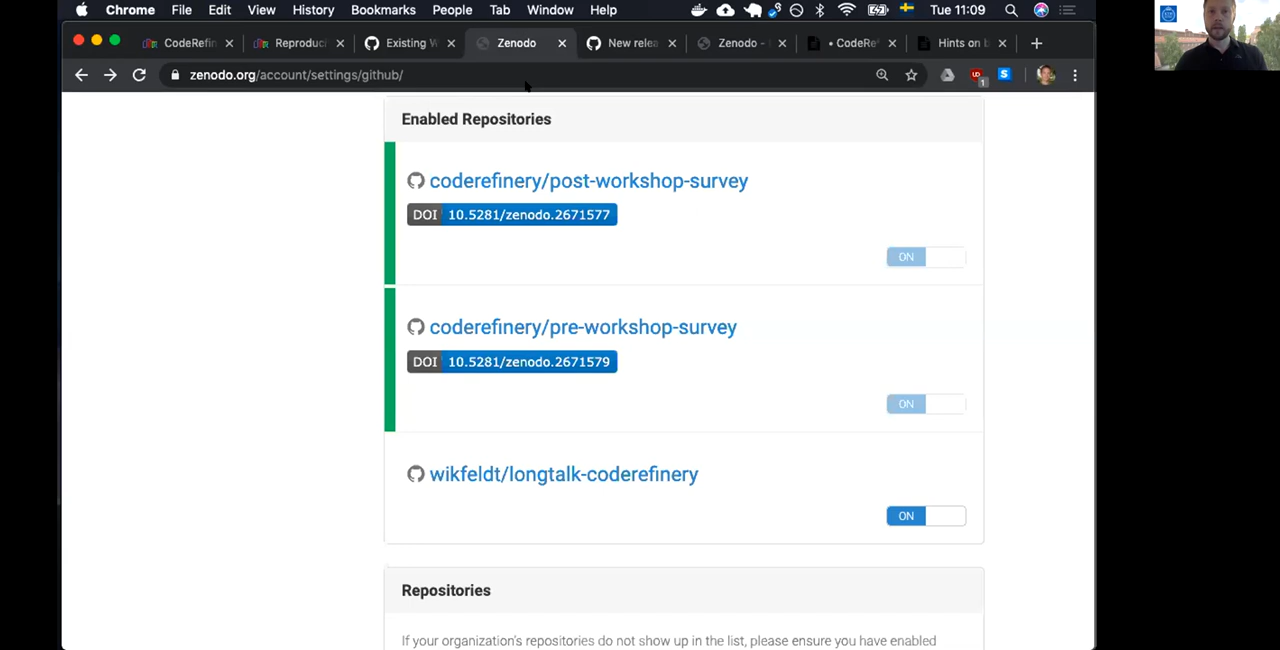 Chrome File Edit View History Bookmarks People Tab Window Help Tue 11:09
CodeRefin Reproduci Existing W Zenodo New relea Zenodo - • CodeRe Hints on b
zenodo.org/account/settings/github/
Enabled Repositories
coderefinery/post-workshop-survey
DOI 10.5281/zenodo.2671577
ON
coderefinery/pre-workshop-survey
DOI 10.5281/zenodo.2671579
ON
wikfeldt/longtalk-coderefinery
ON
Repositories
If your organization's repositories do not show up in the list, please ensure you have enabled